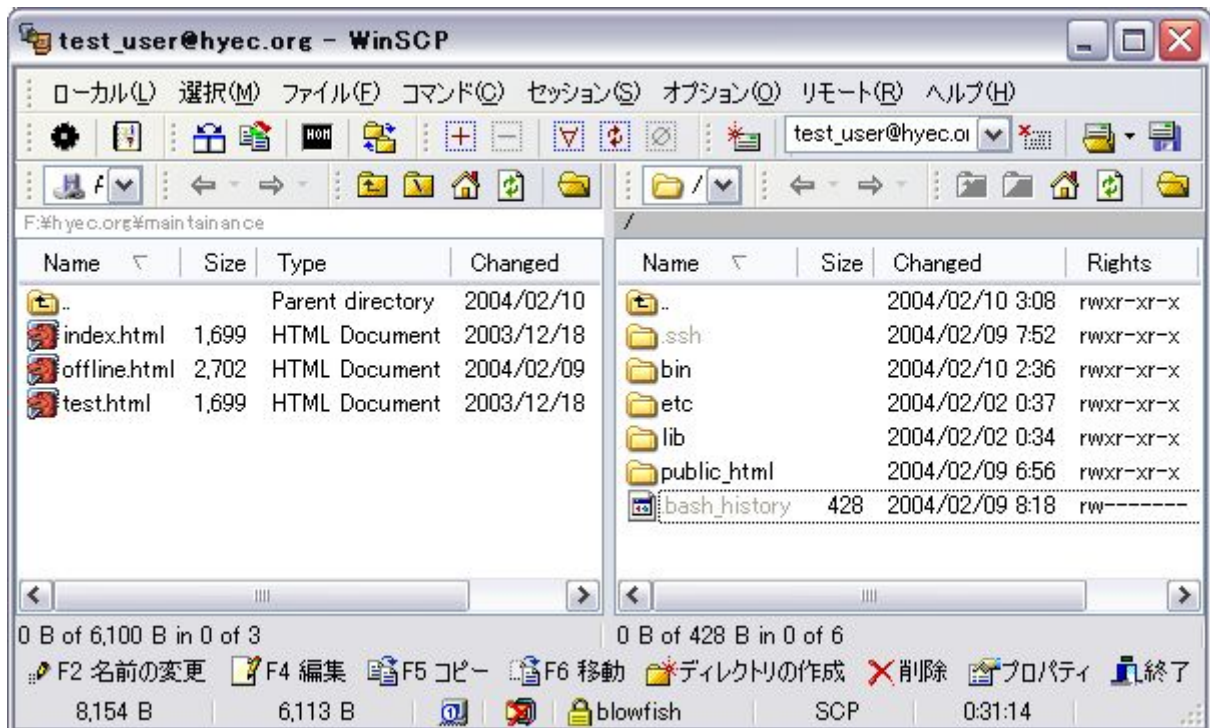 test_user@hyec.org - WinSCP
ローカル(L) 選択(M) ファイル(F) コマンド(C) セッション(S) オプション(O) リモート(R) ヘルプ(H)
test_user@hyec.or
F:¥hyec.org¥maintainance
/
/
Name Size Type Changed
.. Parent directory 2004/02/10
index.html 1,699 HTML Document 2003/12/18
offline.html 2,702 HTML Document 2004/02/09
test.html 1,699 HTML Document 2003/12/18
Name Size Changed Rights
.. 2004/02/10 3:08 rwxr-xr-x
.ssh 2004/02/09 7:52 rwxr-xr-x
bin 2004/02/10 2:36 rwxr-xr-x
etc 2004/02/02 0:37 rwxr-xr-x
lib 2004/02/02 0:34 rwxr-xr-x
public_html 2004/02/09 6:56 rwxr-xr-x
.bash_history 428 2004/02/09 8:18 rw-------
0 B of 6,100 B in 0 of 3
0 B of 428 B in 0 of 6
F2 名前の変更 F4 編集 F5 コピー F6 移動 ディレクトリの作成 削除 プロパティ 終了
8,154 B 6,113 B blowfish SCP 0:31:14